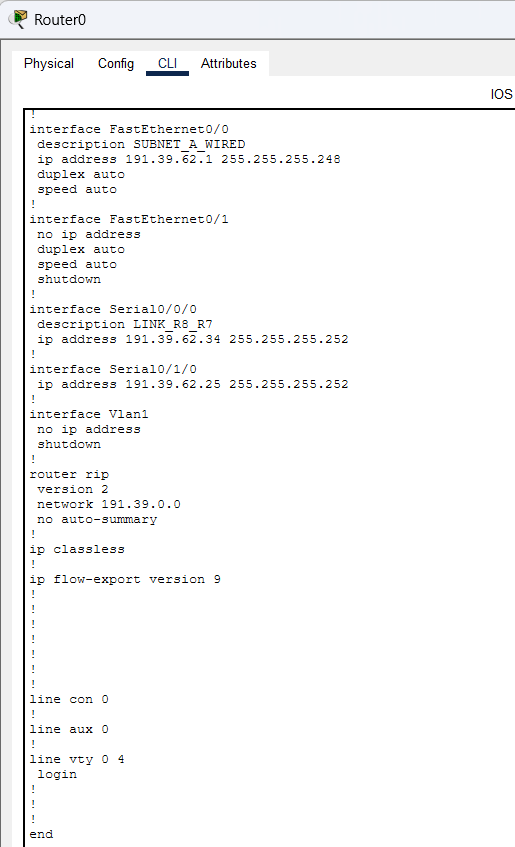 Router0
Physical Config CLI Attributes
IOS
!
interface FastEthernet0/0
 description SUBNET_A_WIRED
 ip address 191.39.62.1 255.255.255.248
 duplex auto
 speed auto
!
interface FastEthernet0/1
 no ip address
 duplex auto
 speed auto
 shutdown
!
interface Serial0/0/0
 description LINK_R8_R7
 ip address 191.39.62.34 255.255.255.252
!
interface Serial0/1/0
 ip address 191.39.62.25 255.255.255.252
!
interface Vlan1
 no ip address
 shutdown
!
router rip
 version 2
 network 191.39.0.0
 no auto-summary
!
ip classless
!
ip flow-export version 9
!
!
!
!
!
!
!
line con 0
!
line aux 0
!
line vty 0 4
 login
!
!
!
end